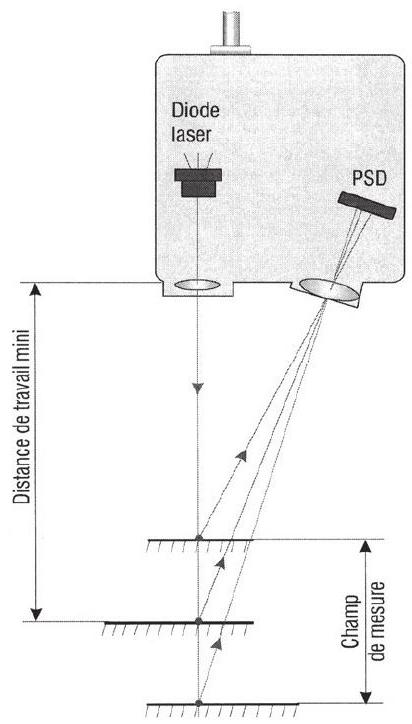 Diode
laser
PSD
Distance de travail mini
Champ
de mesure